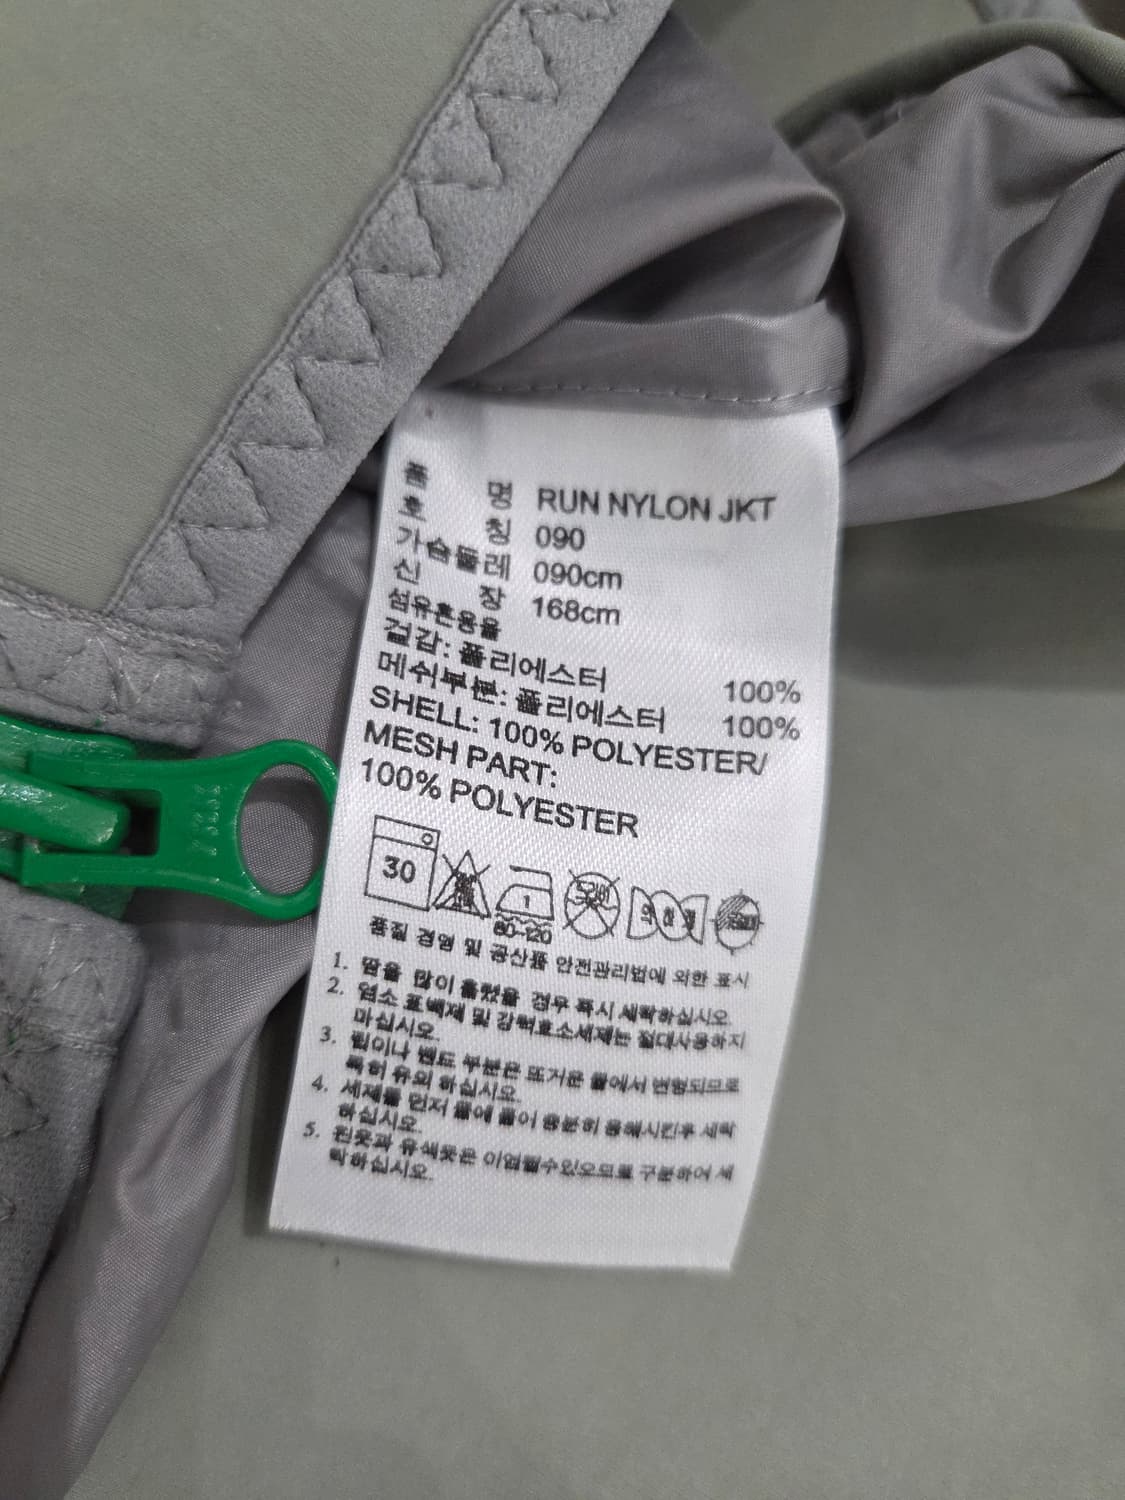 품 명 RUN NYLON JKT
호 칭 090
가슴둘레 090cm
신 장 168cm
섬유혼용율
겉감: 폴리에스터 100%
메쉬부분: 폴리에스터 100%
SHELL: 100% POLYESTER/
MESH PART:
100% POLYESTER
30
1
80-120
품질 경영 및 공산품 안전관리법에 의한 표시
1. 땀을 많이 흘렸을 경우 즉시 세탁하십시오.
2. 염소 표백제 및 강력효소세제는 절대사용하지
마십시오.
3. 핍이나 밴드 부분은 뜨거운 물에서 변형되므로
특히 유의 하십시오.
4. 세제를 먼저 물에 풀어 충분히 용해시킨후 세탁
하십시오.
5. 흰옷과 유색옷은 이염될수있으므로 구분하여 세
탁하십시오.